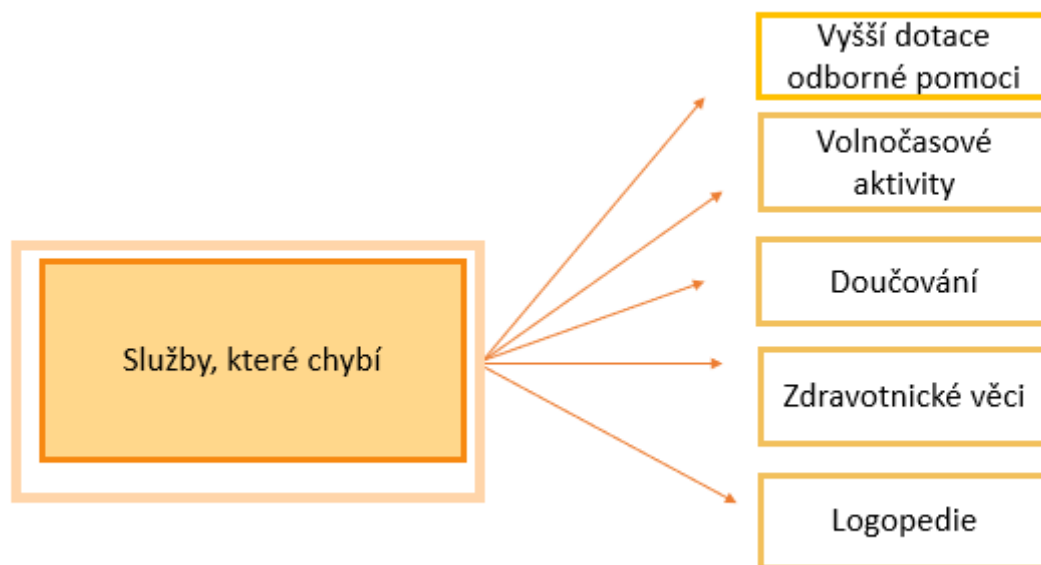 Vyšší dotace
odborné pomoci
Volnočasové
aktivity
Doučování
Služby, které chybí
Zdravotnické věci
Logopedie